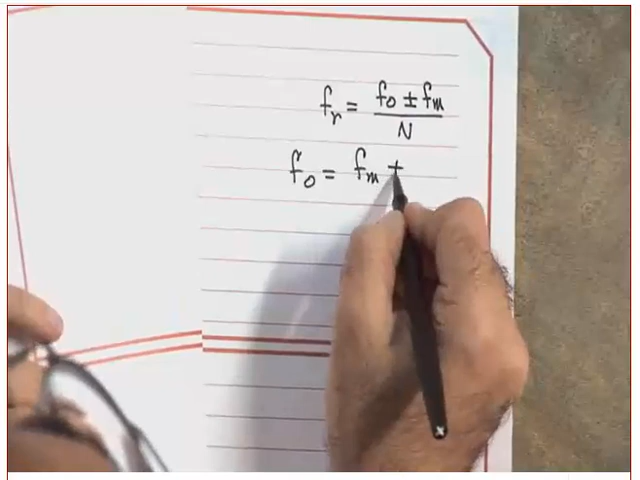 fr = fo ± fm / N
fo = fm +